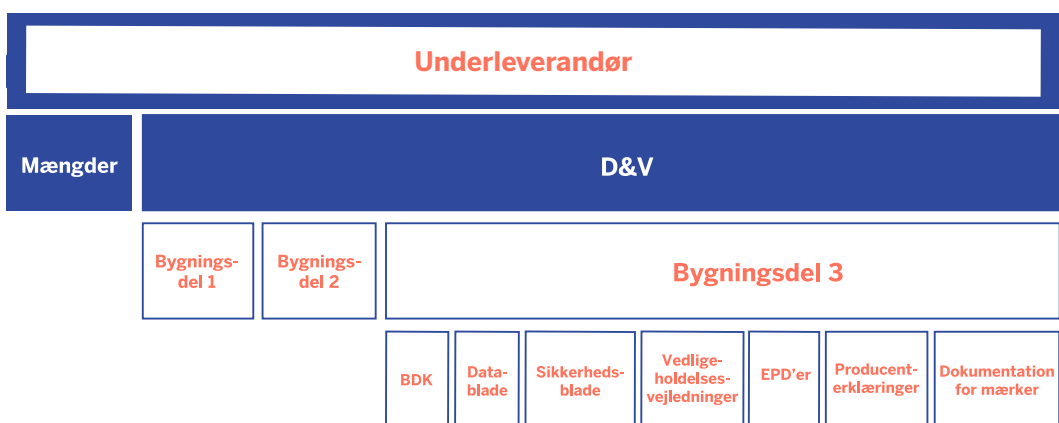 Underleverandør
Mængder
D&V
Bygnings-
del 1
Bygnings-
del 2
Bygningsdel 3
BDK
Data-
blade
Sikkerheds-
blade
Vedlige-
holdelses-
vejledninger
EPD'er
Producent-
erklæringer
Dokumentation
for mærker